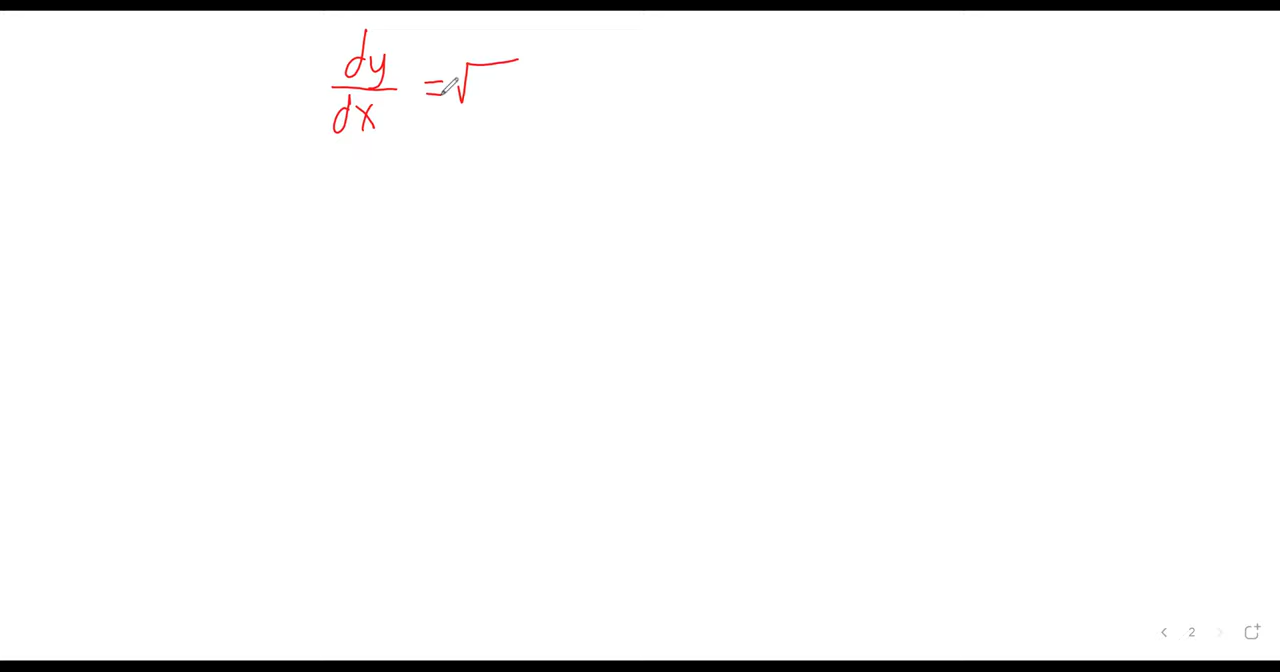 dy/dx = √
2